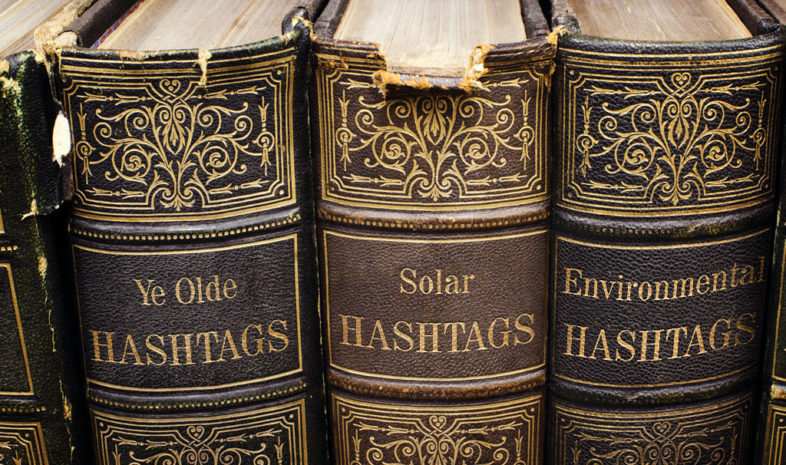 Ye Olde
HASHTAGS
Solar
HASHTAGS
Environmental
HASHTAGS